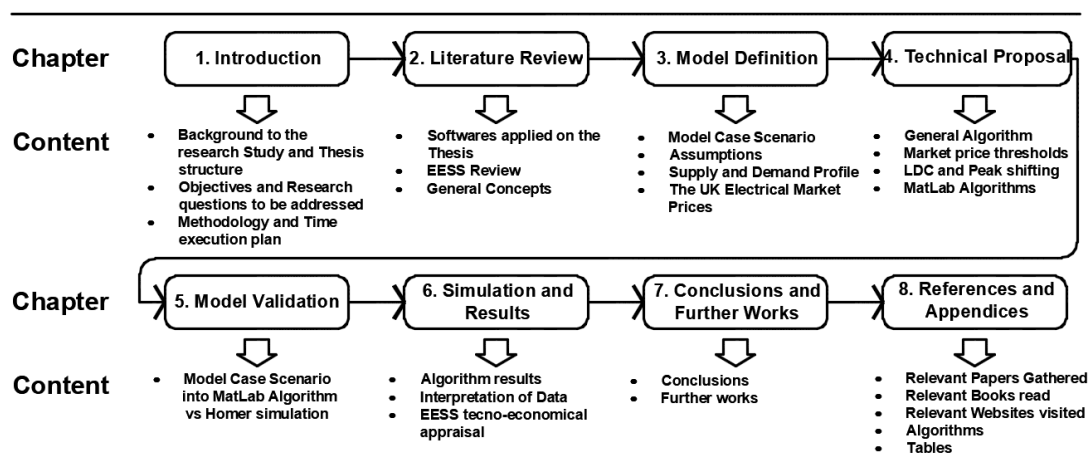 Chapter
1. Introduction
2. Literature Review
3. Model Definition
4. Technical Proposal
Content
• Background to the
research Study and Thesis
structure
• Objectives and Research
questions to be addressed
• Methodology and Time
execution plan
• Softwares applied on the
Thesis
• EESS Review
• General Concepts
• Model Case Scenario
• Assumptions
• Supply and Demand Profile
• The UK Electrical Market
Prices
• General Algorithm
• Market price thresholds
• LDC and Peak shifting
• MatLab Algorithms
Chapter
5. Model Validation
6. Simulation and
Results
7. Conclusions and
Further Works
8. References and
Appendices
Content
• Model Case Scenario
into MatLab Algorithm
vs Homer simulation
• Algorithm results
• Interpretation of Data
• EESS tecno-economical
appraisal
• Conclusions
• Further works
• Relevant Papers Gathered
• Relevant Books read
• Relevant Websites visited
• Algorithms
• Tables